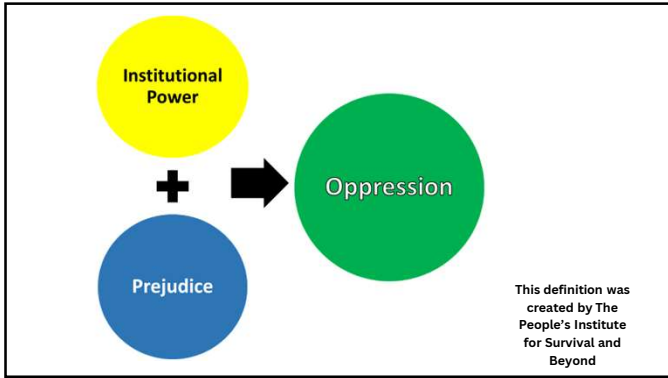 Institutional
Power
Oppression
Prejudice
This definition was
created by The
People’s Institute
for Survival and
Beyond